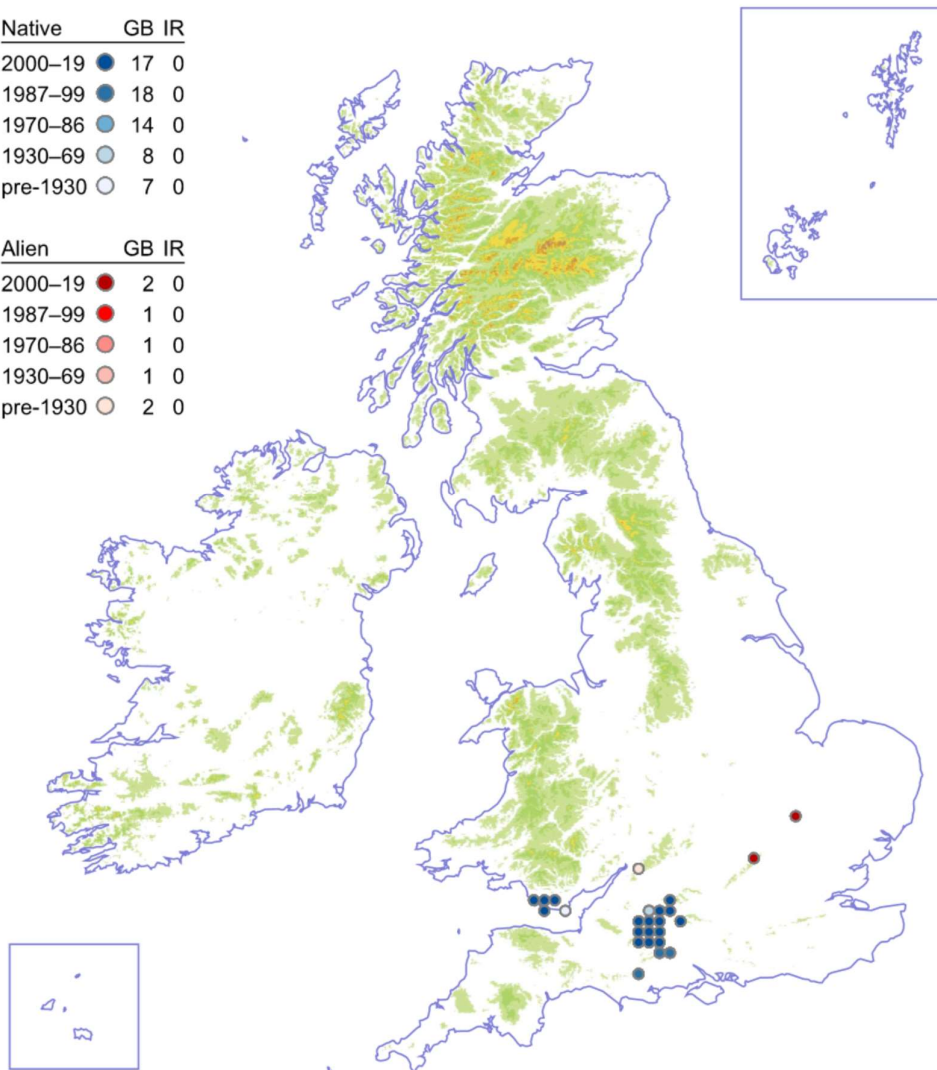 Native GB IR
2000–19 17 0
1987–99 18 0
1970–86 14 0
1930–69 8 0
pre-1930 7 0
Alien GB IR
2000–19 2 0
1987–99 1 0
1970–86 1 0
1930–69 1 0
pre-1930 2 0